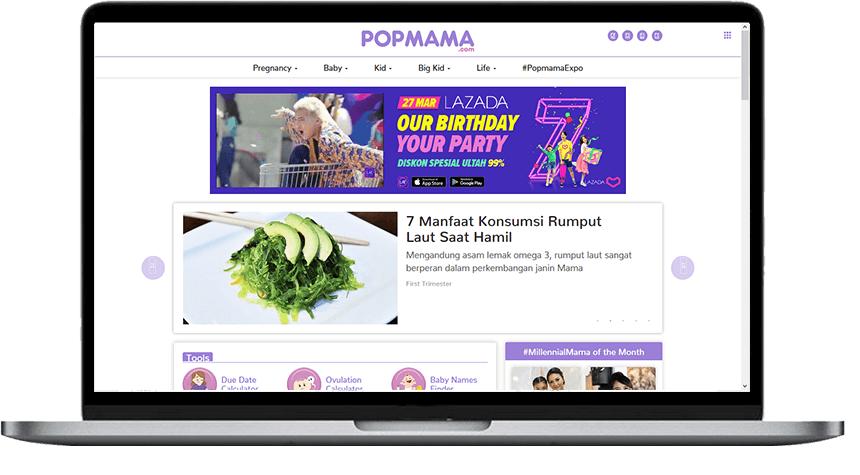 POPMAMA
.com
Pregnancy
Baby
Kid
Big Kid
Life
#PopmamaExpo
27 MAR LAZADA
OUR BIRTHDAY
YOUR PARTY
DISKON SPESIAL ULTAH 99%
App Store
Google Play
LAZADA
7 Manfaat Konsumsi Rumput
Laut Saat Hamil
Mengandung asam lemak omega 3, rumput laut sangat
berperan dalam perkembangan janin Mama
First Trimester
Tools
Due Date
Calculator
Ovulation
Calculator
Baby Names
Finder
#MillennialMama of the Month